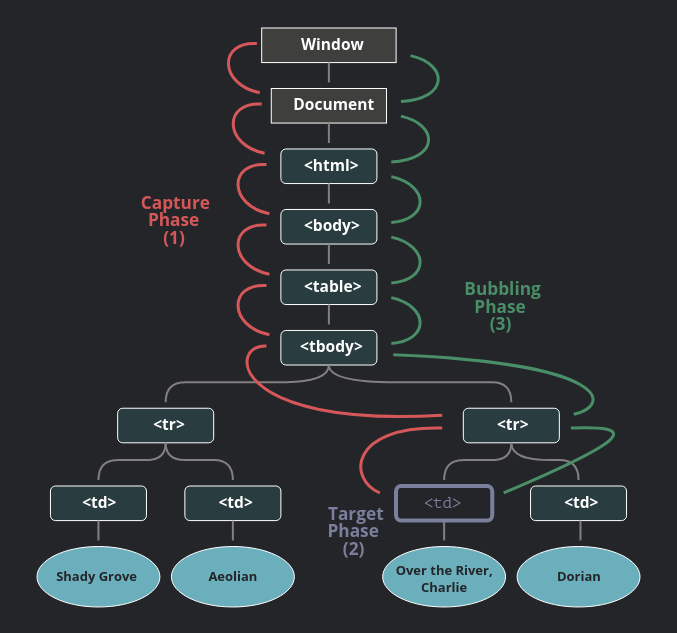 Window
Document
<html>
Capture
Phase
(1)
<body>
<table>
Bubbling
Phase
(3)
<tbody>
<tr>
<tr>
<td>
<td>
<td>
<td>
Target
Phase
(2)
Shady Grove
Aeolian
Over the River,
Charlie
Dorian